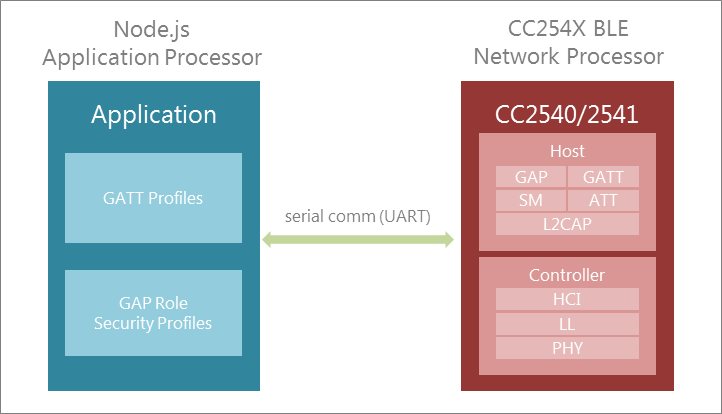 Node.js
Application Processor
Application
GATT Profiles
GAP Role
Security Profiles
serial comm (UART)
CC254X BLE
Network Processor
CC2540/2541
Host
GAP GATT
SM ATT
L2CAP
Controller
HCI
LL
PHY